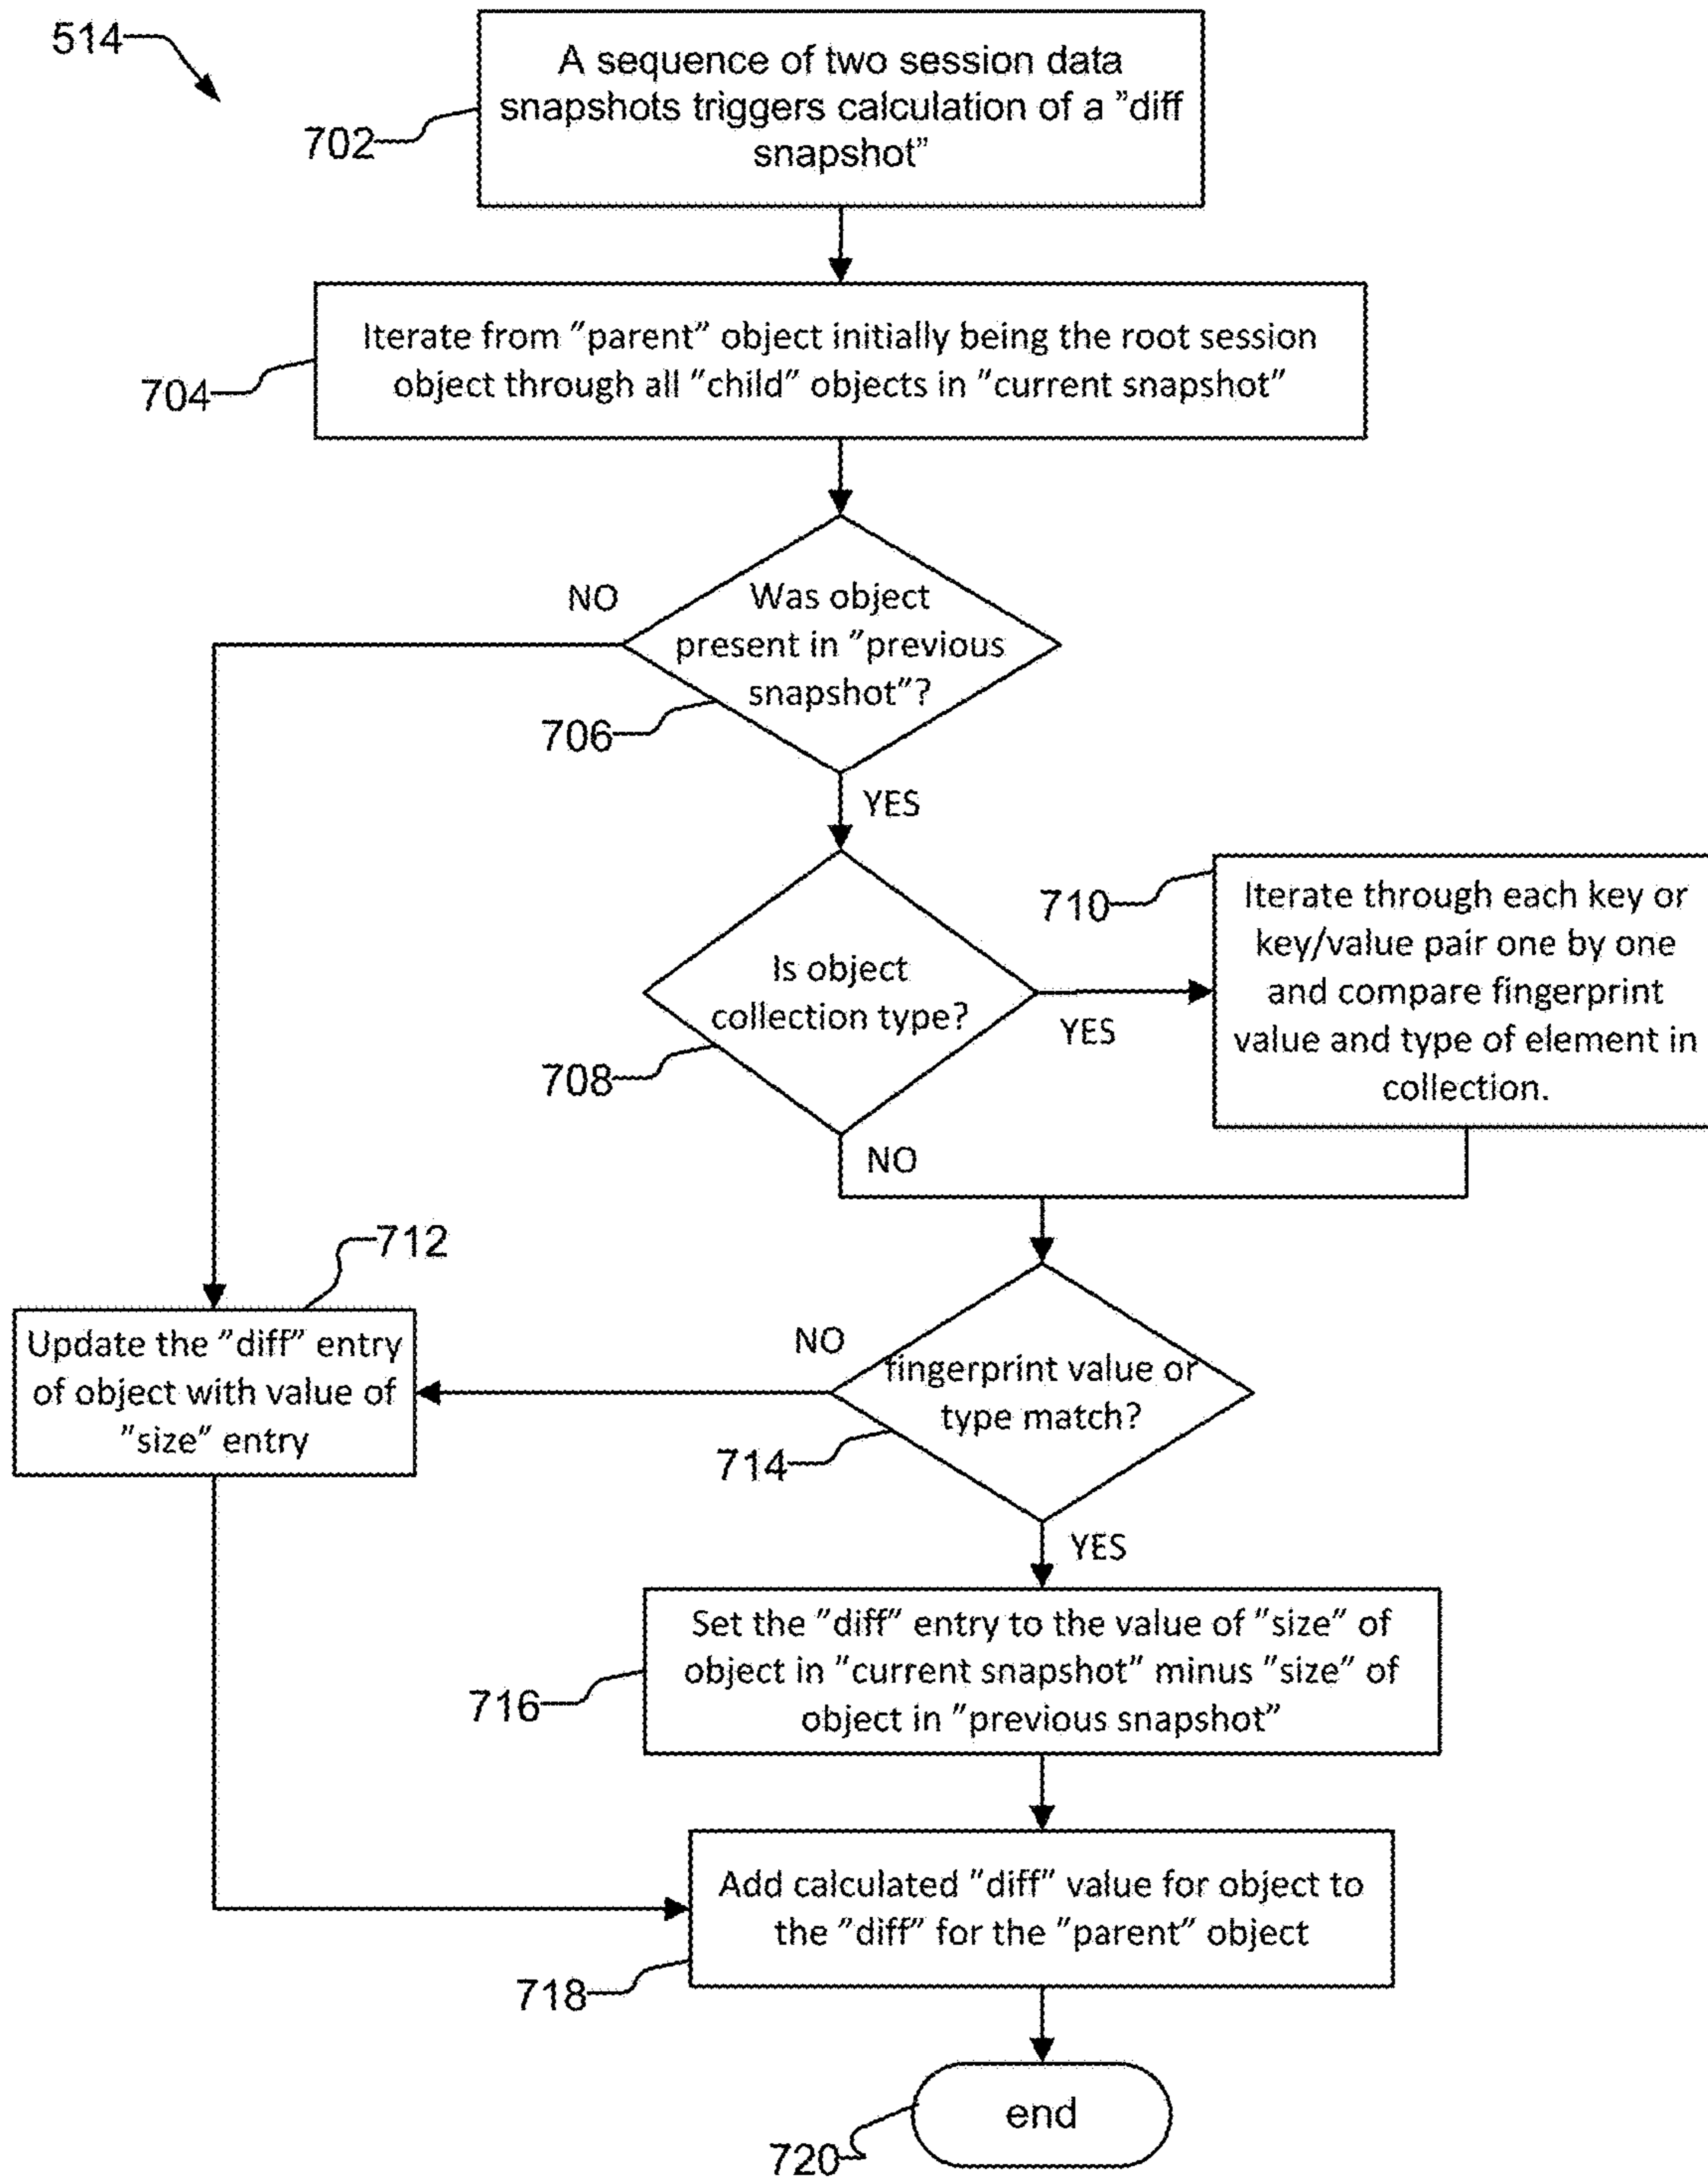 514
A sequence of two session data
snapshots triggers calculation of a ”diff
snapshot”
702
Iterate from ”parent” object initially being the root session
object through all ”child” objects in ”current snapshot”
704
Was object
present in ”previous
snapshot”?
NO
706
YES
Is object
collection type?
708
YES
710
Iterate through each key or
key/value pair one by one
and compare fingerprint
value and type of element in
collection.
NO
712
Update the ”diff” entry
of object with value of
”size” entry
NO
fingerprint value or
type match?
714
YES
Set the ”diff” entry to the value of ”size” of
object in ”current snapshot” minus ”size” of
object in ”previous snapshot”
716
Add calculated ”diff” value for object to
the ”diff” for the ”parent” object
718
end
720